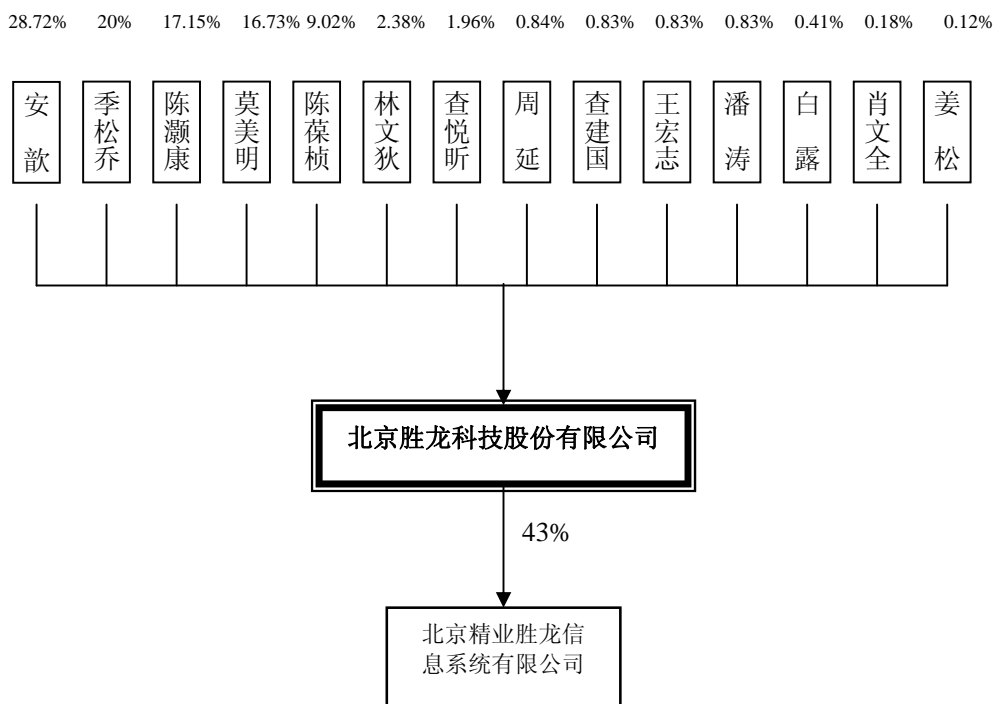 28.72% 20% 17.15% 16.73% 9.02% 2.38% 1.96% 0.84% 0.83% 0.83% 0.83% 0.41% 0.18% 0.12%
安歆
季松乔
陈灏康
莫美明
陈葆桢
林文狄
查悦昕
周延
查建国
王宏志
潘涛
白露
肖文全
姜松
北京胜龙科技股份有限公司
43%
北京精业胜龙信
息系统有限公司